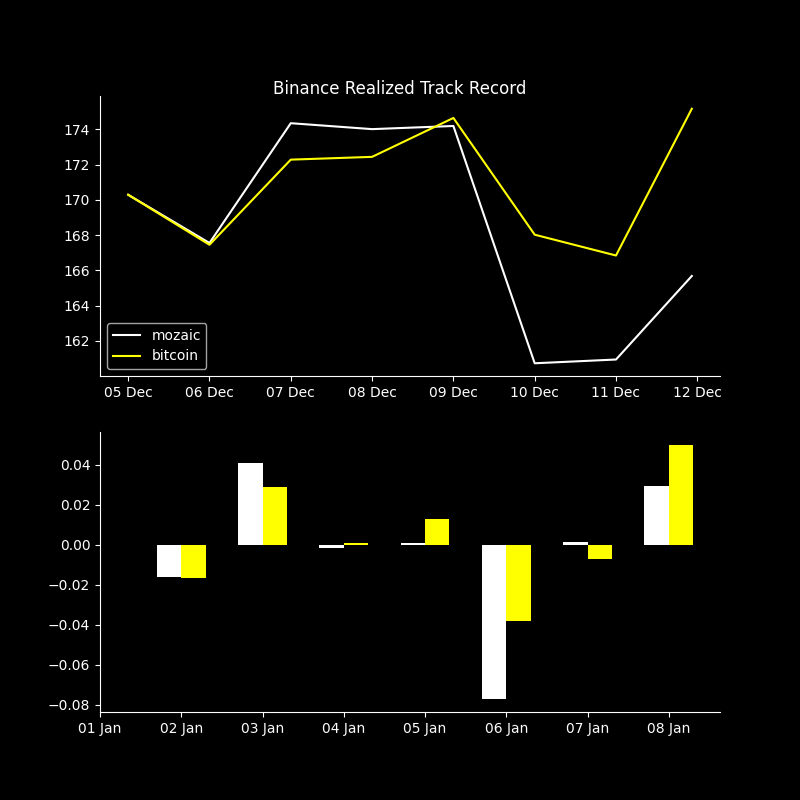 Binance Realized Track Record
174
172
170
168
166
164
162
mozaic
bitcoin
05 Dec 06 Dec 07 Dec 08 Dec 09 Dec 10 Dec 11 Dec 12 Dec
0.04
0.02
0.00
−0.02
−0.04
−0.06
−0.08
01 Jan 02 Jan 03 Jan 04 Jan 05 Jan 06 Jan 07 Jan 08 Jan